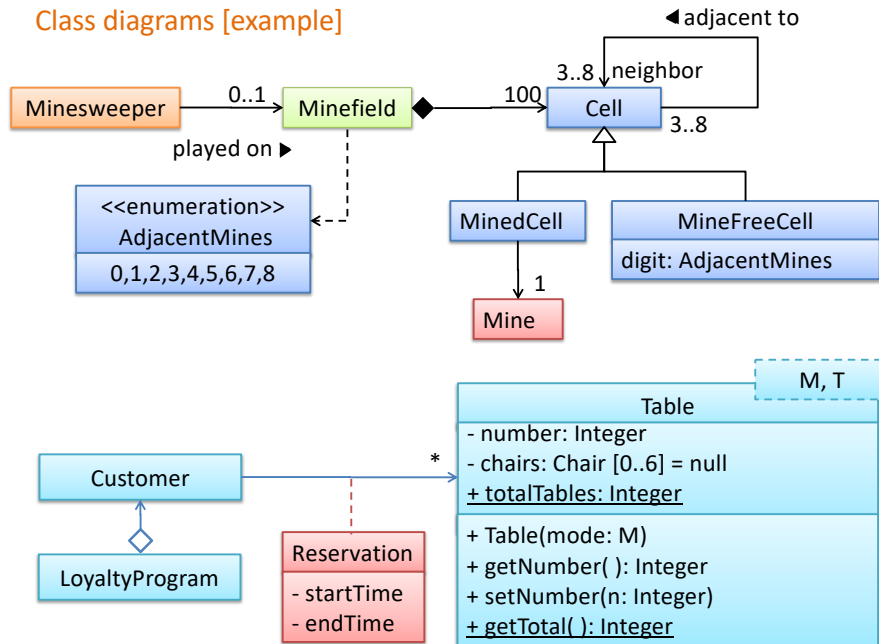 Class diagrams [example]
◀ adjacent to
3..8 neighbor
Minesweeper
0..1
Minefield
100
Cell
3..8
played on ▶
<<enumeration>>
AdjacentMines
0,1,2,3,4,5,6,7,8
MinedCell
MineFreeCell
digit: AdjacentMines
1
Mine
M, T
Table
- number: Integer
- chairs: Chair [0..6] = null
+ totalTables: Integer
+ Table(mode: M)
+ getNumber( ): Integer
+ setNumber(n: Integer)
+ getTotal( ): Integer
*
Customer
LoyaltyProgram
Reservation
- startTime
- endTime